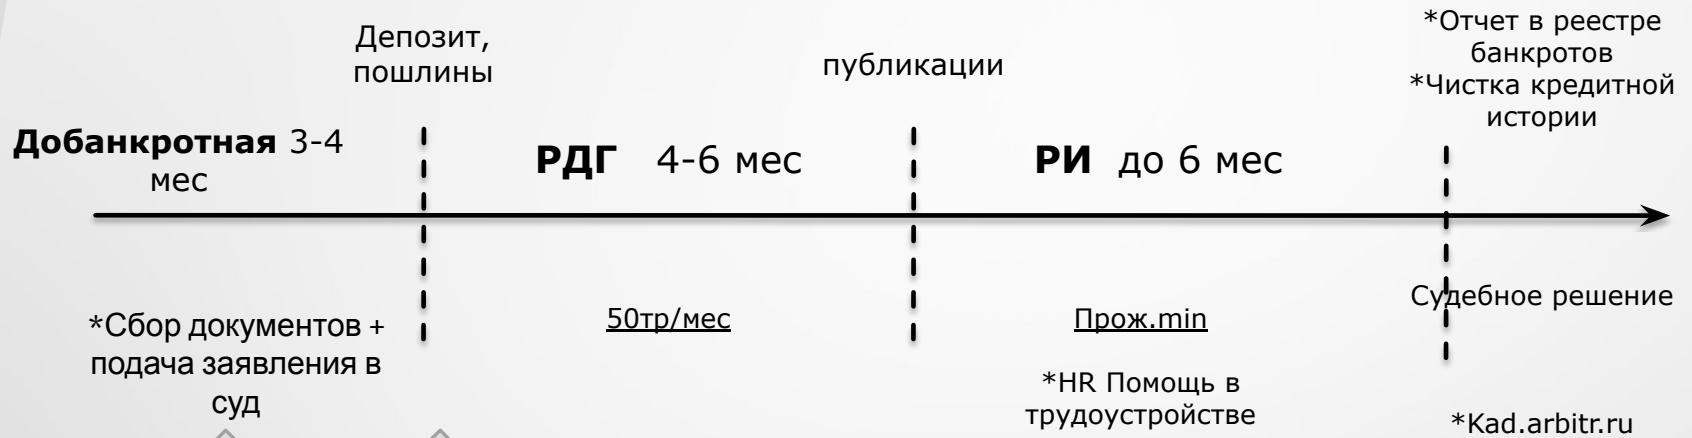 Депозит,
пошлины
публикации
*Отчет в реестре
банкротов
*Чистка кредитной
истории
Добанкротная 3-4
мес
РДГ 4-6 мес
РИ до 6 мес
*Сбор документов +
подача заявления в
суд
50тр/мес
Прож.min
*HR Помощь в
трудоустройстве
Судебное решение
*Kad.arbitr.ru